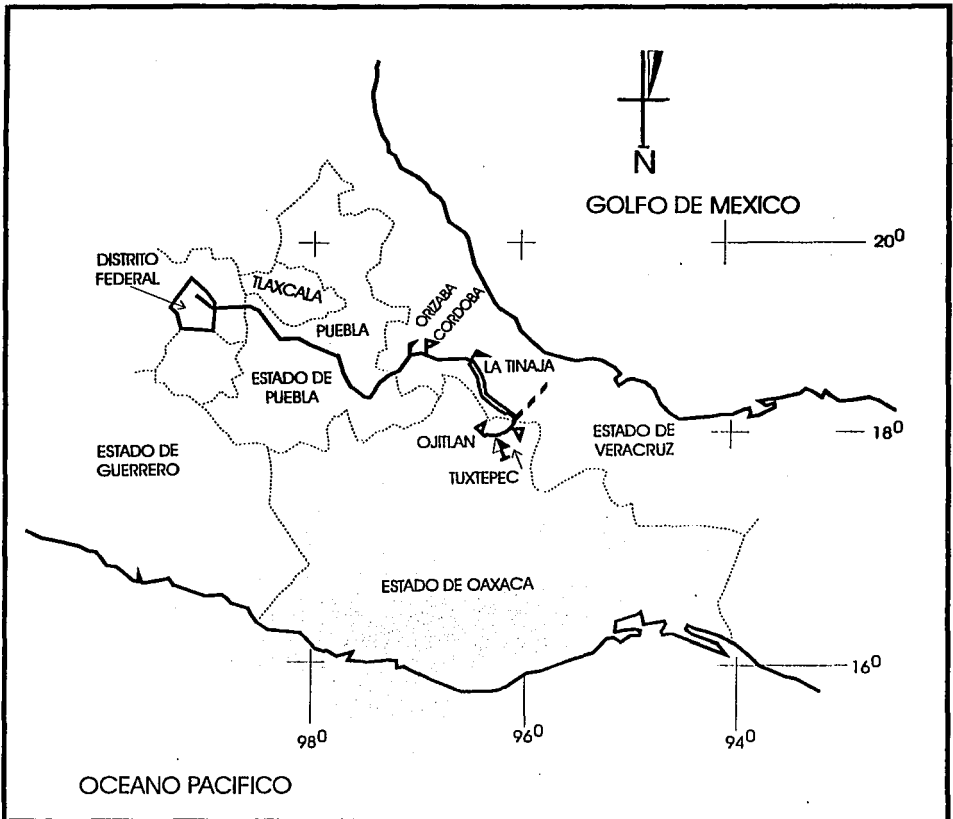 N
GOLFO DE MEXICO
20⁰
DISTRITO
FEDERAL
TLAXCALA
ORIZABA
CORDOBA
PUEBLA
LA TINAJA
ESTADO DE
PUEBLA
ESTADO DE
VERACRUZ
18⁰
OJITLAN
ESTADO DE
GUERRERO
TUXTEPEC
ESTADO DE OAXACA
16⁰
98⁰
96⁰
94⁰
OCEANO PACIFICO